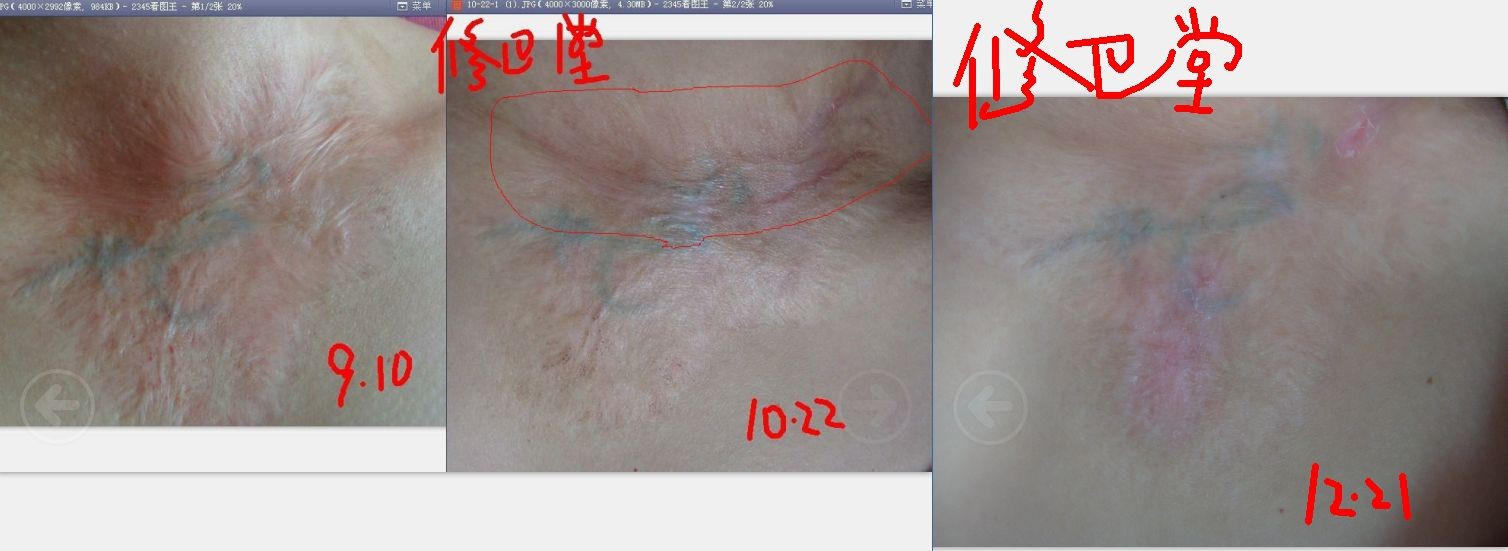 PG（4000×2992像素, 984KB）- 2345看图王 - 第1/2张 20%
菜单
10-22-1 (1).JPG（4000×3000像素, 4.30MB）- 2345看图王 - 第2/2张 20%
菜单
修巴堂
修巴堂
9.10
10.22
12.21